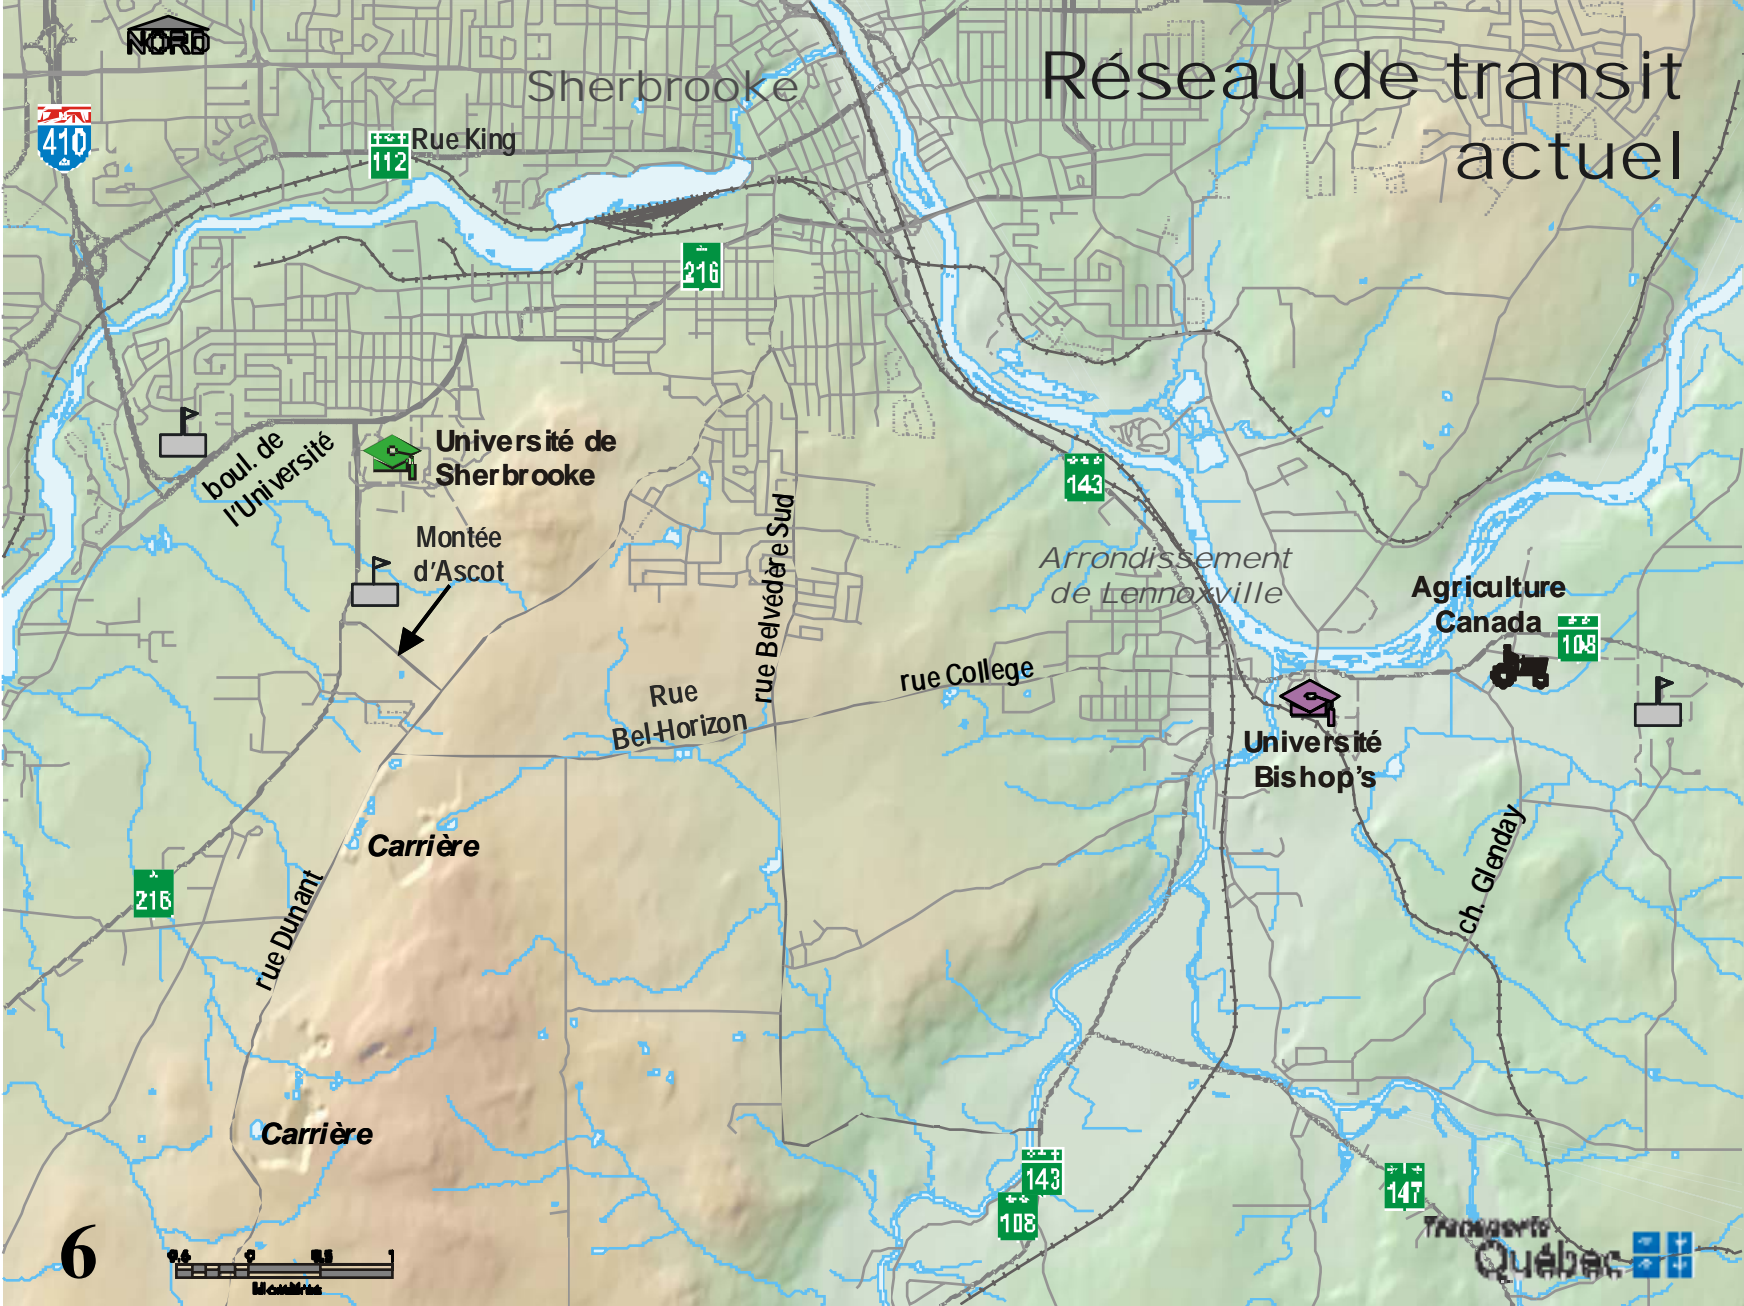 NORD
Réseau de transit
actuel
Sherbrooke
410
112
Rue King
216
Université de
Sherbrooke
boul. de
l'Université
143
Montée
d'Ascot
Arrondissement
de Lennoxville
Agriculture
Canada
108
rue Belvédère Sud
rue College
Rue
Bel-Horizon
Université
Bishop's
Carrière
ch. Glenday
216
rue Dunant
Carrière
143
108
147
6
0
1
Transports
Québec